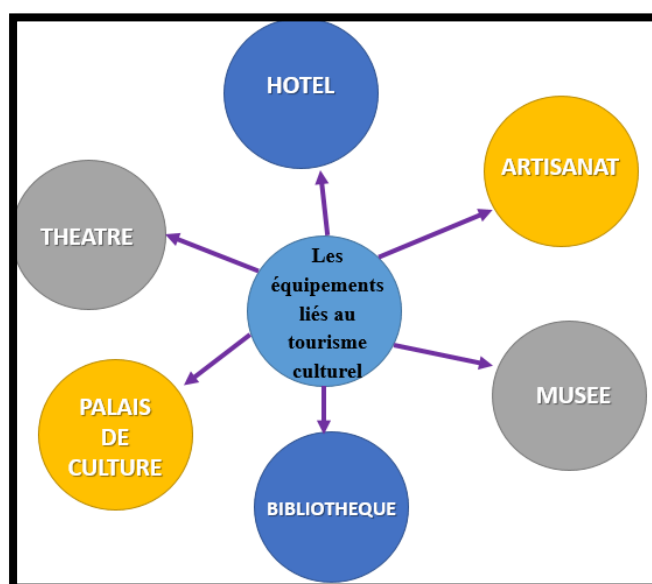 HOTEL
ARTISANAT
THEATRE
Les
équipements
liés au
tourisme
culturel
MUSEE
PALAIS
DE
CULTURE
BIBLIOTHEQUE